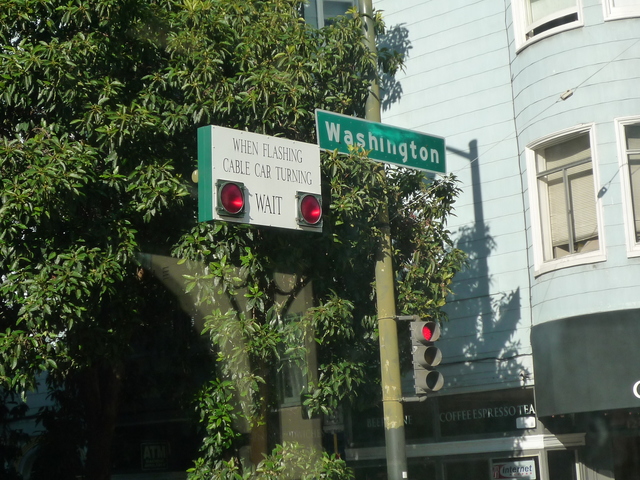 Washington
WHEN FLASHING
CABLE CAR TURNING
WAIT
COFFEE ESPRESSO TEA
ATM
internet